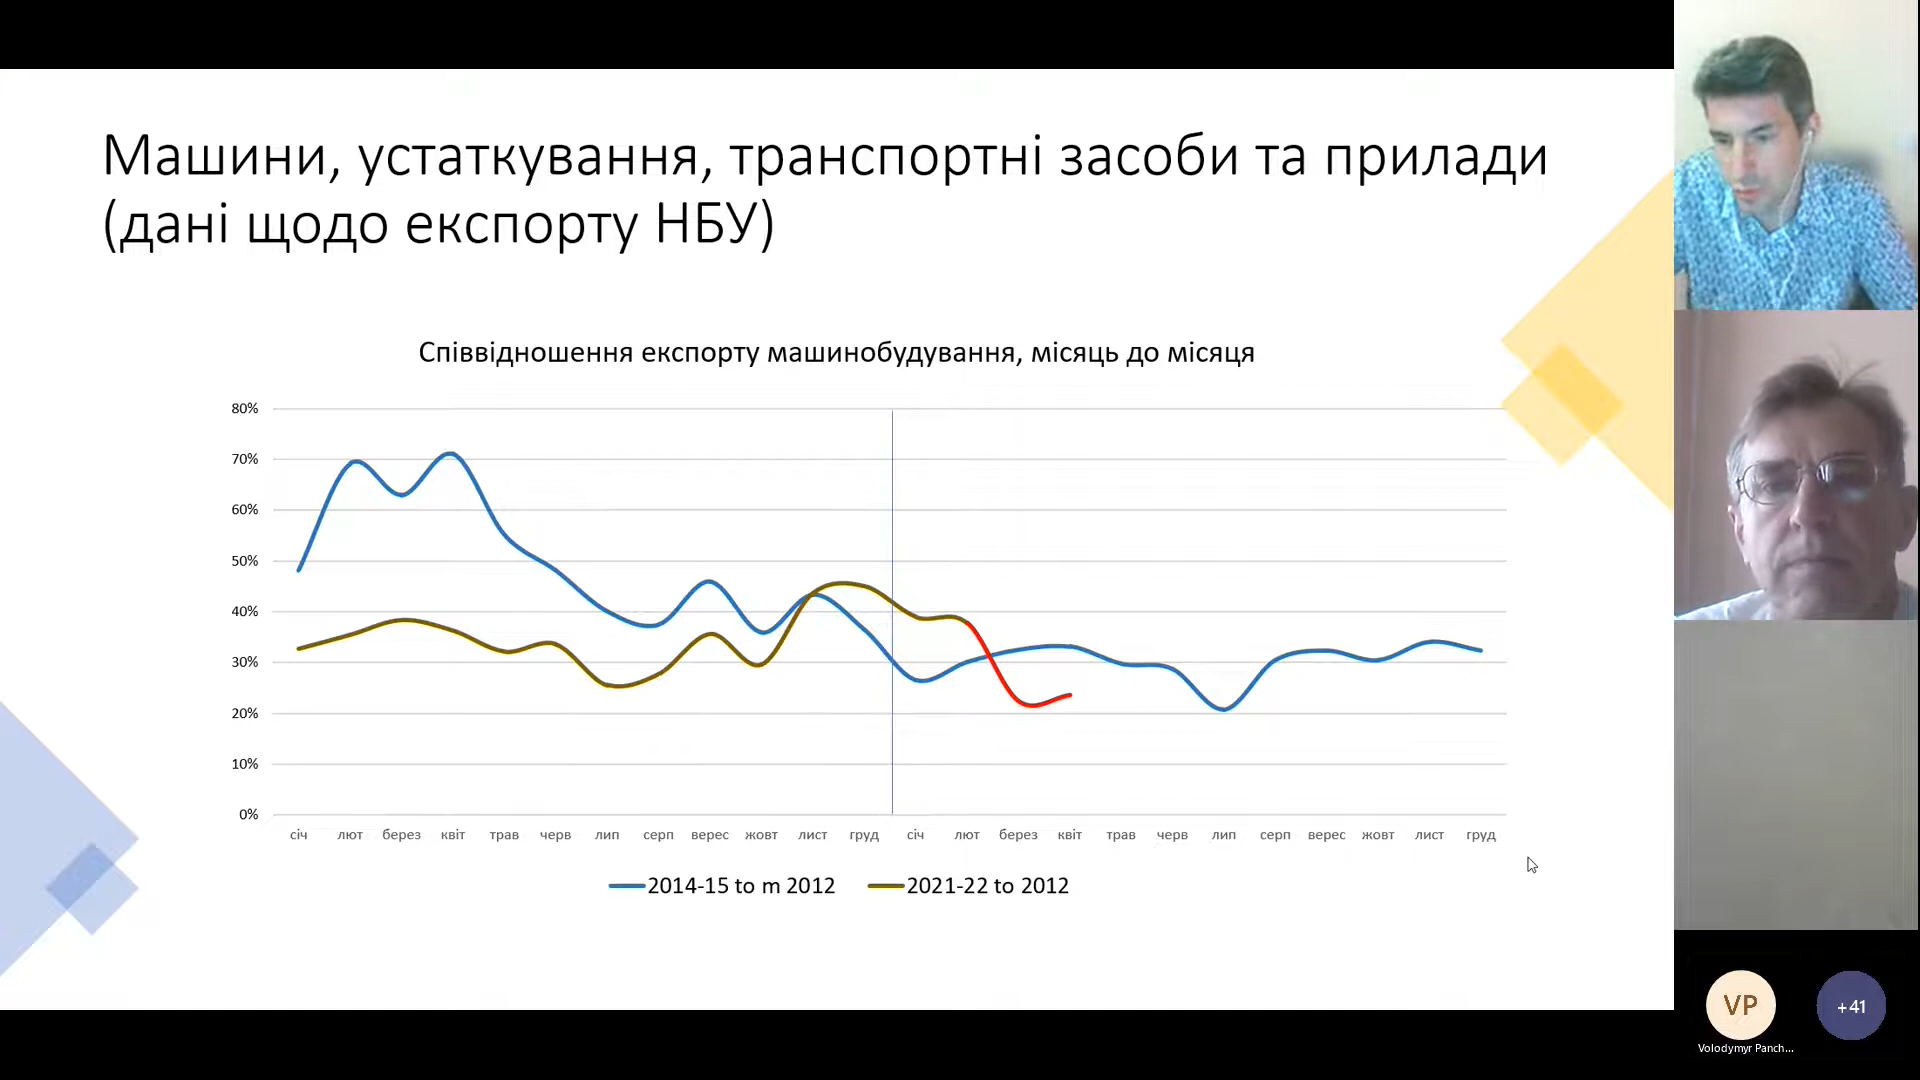 Машини, устаткування, транспортні засоби та прилади
(дані щодо експорту НБУ)
Співвідношення експорту машинобудування, місяць до місяця
80%
70%
60%
50%
40%
30%
20%
10%
0%
січ лют берез квіт трав черв лип серп верес жовт лист груд січ лют берез квіт трав черв лип серп верес жовт лист груд
2014-15 to m 2012 2021-22 to 2012
VP +41
Volodymyr Panch...